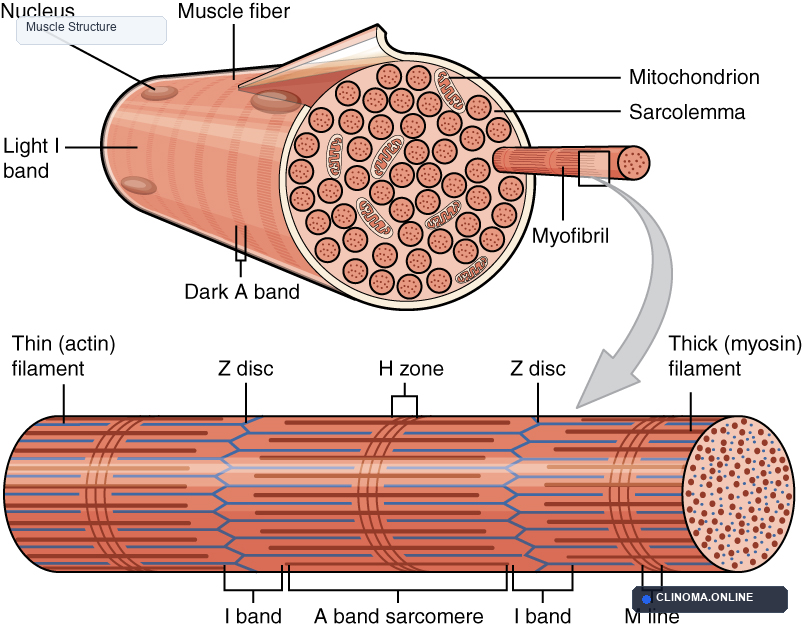 Nucleus
Muscle Structure
Muscle fiber
Mitochondrion
Sarcolemma
Light I
band
Myofibril
Dark A band
Thin (actin)
filament
Z disc
H zone
Z disc
Thick (myosin)
filament
I band
A band sarcomere
I band
M line
CLINOMA.ONLINE